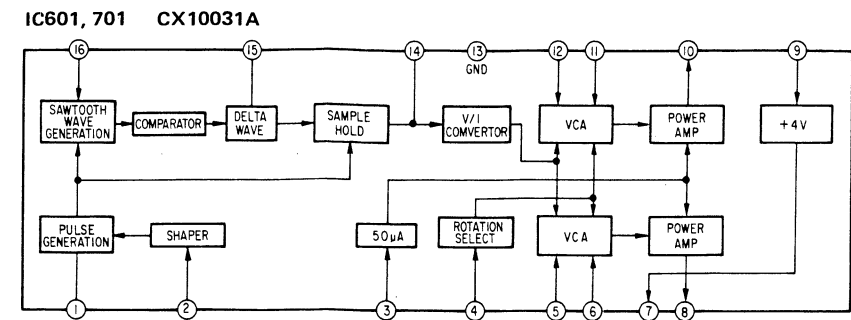 IC601, 701 CX10031A
16 15 14 13 12 11 10 9
GND
SAWTOOTH
WAVE
GENERATION
COMPARATOR
DELTA
WAVE
SAMPLE
HOLD
V/I
COMVERTOR
VCA
POWER
AMP
+4V
PULSE
GENERATION
SHAPER
50μA
ROTATION
SELECT
VCA
POWER
AMP
1 2 3 4 5 6 7 8